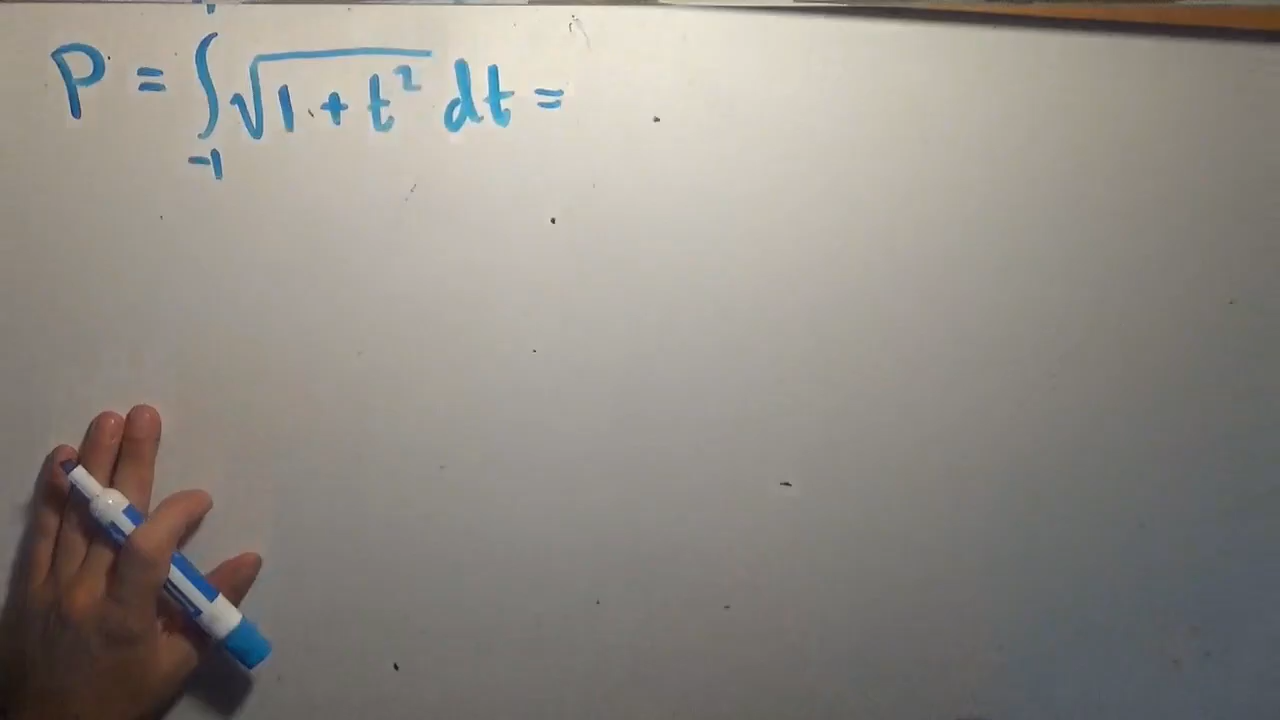 P = ∫_{-1} √(1 + t²) dt =